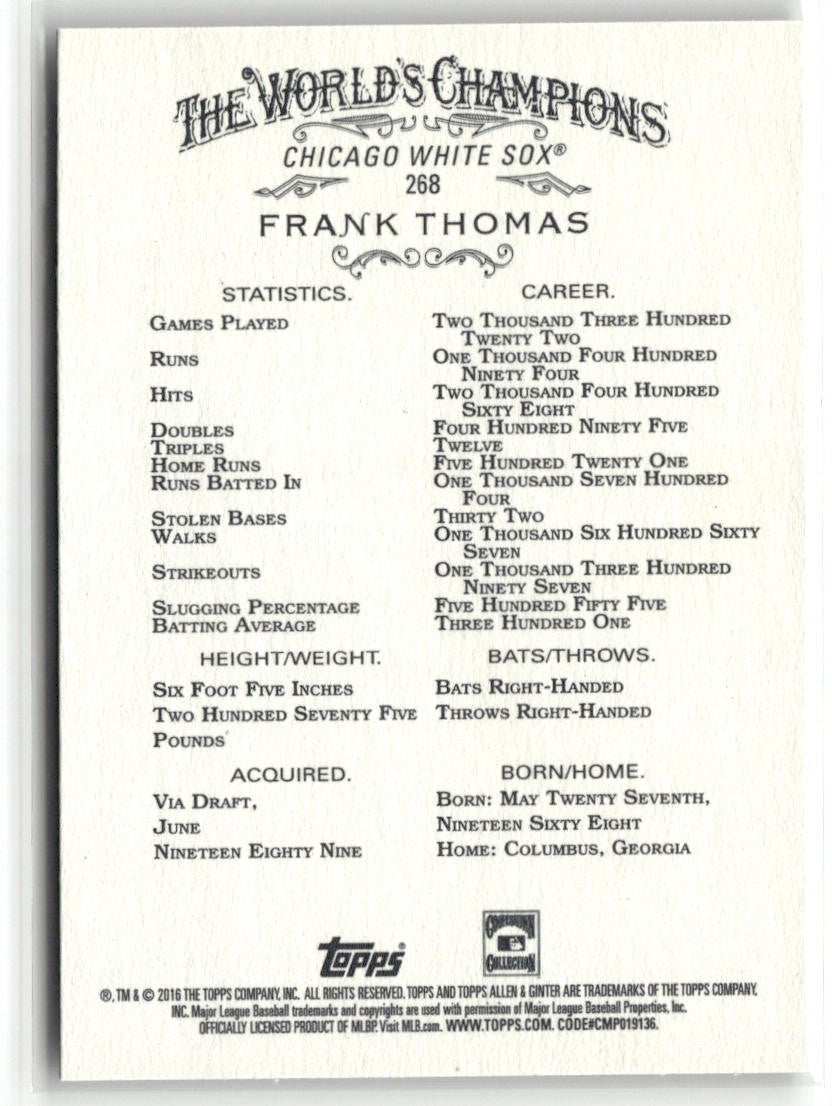 THE WORLD'S CHAMPIONS
CHICAGO WHITE SOX®
268
FRANK THOMAS
STATISTICS. CAREER.
GAMES PLAYED TWO THOUSAND THREE HUNDRED
TWENTY TWO
RUNS ONE THOUSAND FOUR HUNDRED
NINETY FOUR
HITS TWO THOUSAND FOUR HUNDRED
SIXTY EIGHT
DOUBLES FOUR HUNDRED NINETY FIVE
TRIPLES TWELVE
HOME RUNS FIVE HUNDRED TWENTY ONE
RUNS BATTED IN ONE THOUSAND SEVEN HUNDRED
FOUR
STOLEN BASES THIRTY TWO
WALKS ONE THOUSAND SIX HUNDRED SIXTY
SEVEN
STRIKEOUTS ONE THOUSAND THREE HUNDRED
NINETY SEVEN
SLUGGING PERCENTAGE FIVE HUNDRED FIFTY FIVE
BATTING AVERAGE THREE HUNDRED ONE
HEIGHT/WEIGHT. BATS/THROWS.
SIX FOOT FIVE INCHES BATS RIGHT-HANDED
TWO HUNDRED SEVENTY FIVE THROWS RIGHT-HANDED
POUNDS
ACQUIRED. BORN/HOME.
VIA DRAFT, BORN: MAY TWENTY SEVENTH,
JUNE NINETEEN SIXTY EIGHT
NINETEEN EIGHTY NINE HOME: COLUMBUS, GEORGIA
topps®
COOPERSTOWN
COLLECTION
®, TM & © 2016 THE TOPPS COMPANY, INC. ALL RIGHTS RESERVED. TOPPS AND TOPPS ALLEN & GINTER ARE TRADEMARKS OF THE TOPPS COMPANY,
INC. Major League Baseball trademarks and copyrights are used with permission of Major League Baseball Properties, Inc.
OFFICIALLY LICENSED PRODUCT OF MLBP. Visit MLB.com. WWW.TOPPS.COM. CODE#CMP019136.